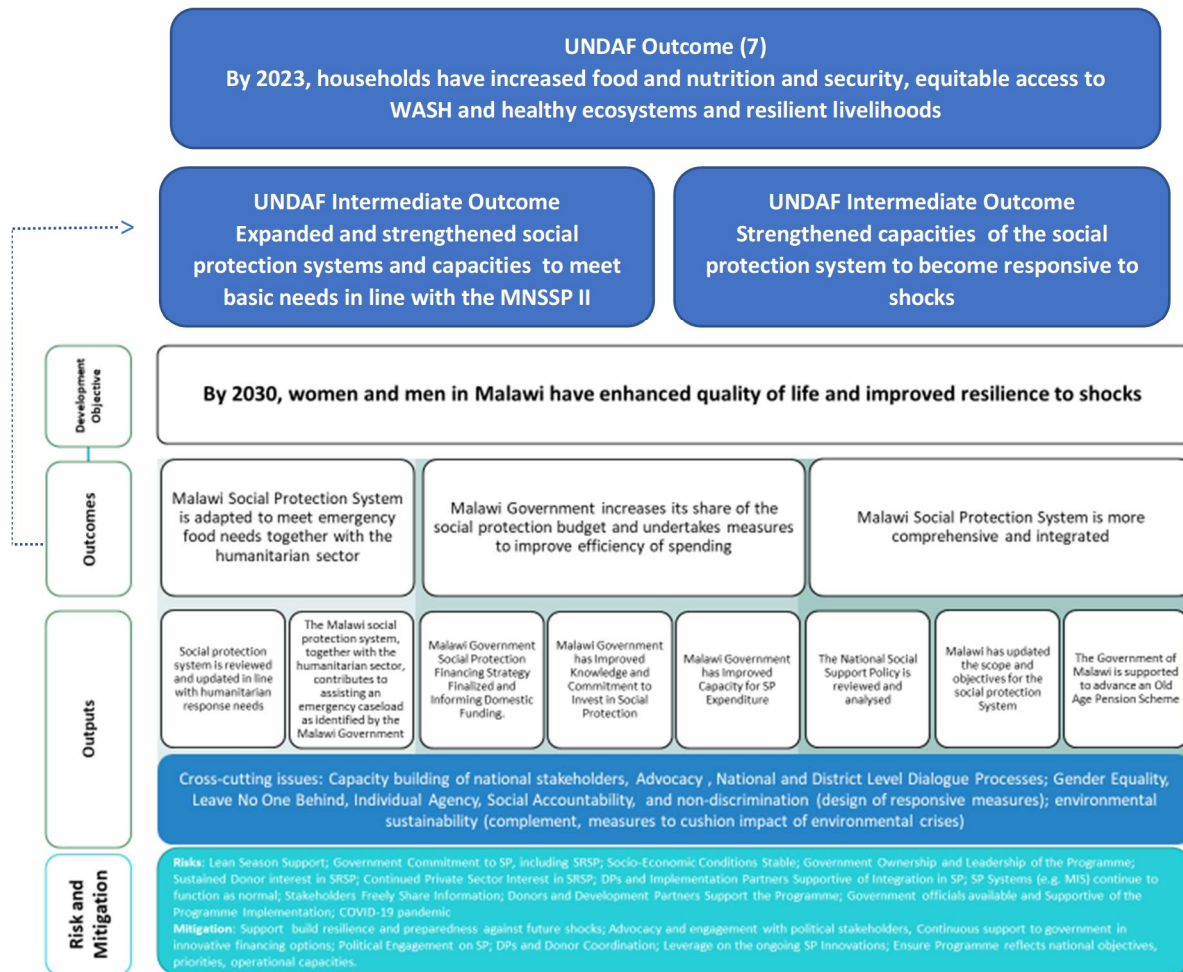 UNDAF Outcome (7)
By 2023, households have increased food and nutrition and security, equitable access to
WASH and healthy ecosystems and resilient livelihoods
UNDAF Intermediate Outcome
Expanded and strengthened social
protection systems and capacities to meet
basic needs in line with the MNSSP II
UNDAF Intermediate Outcome
Strengthened capacities of the social
protection system to become responsive to
shocks
Development
Objective
By 2030, women and men in Malawi have enhanced quality of life and improved resilience to shocks
Outcomes
Malawi Social Protection System
is adapted to meet emergency
food needs together with the
humanitarian sector
Malawi Government increases its share of the
social protection budget and undertakes measures
to improve efficiency of spending
Malawi Social Protection System is more
comprehensive and integrated
Outputs
Social protection
system is reviewed
and updated in line
with humanitarian
response needs
The Malawi social
protection system,
together with the
humanitarian sector,
contributes to
assisting an
emergency caseload
as identified by the
Malawi Government
Malawi Government
Social Protection
Financing Strategy
Finalized and
Informing Domestic
Funding.
Malawi Government
has Improved
Knowledge and
Commitment to
Invest in Social
Protection
Malawi Government
has Improved
Capacity for SP
Expenditure
The National Social
Support Policy is
reviewed and
analysed
Malawi has updated
the scope and
objectives for the
social protection
System
The Government of
Malawi is supported
to advance an Old
Age Pension Scheme
Cross-cutting issues: Capacity building of national stakeholders, Advocacy , National and District Level Dialogue Processes; Gender Equality,
Leave No One Behind, Individual Agency, Social Accountability, and non-discrimination (design of responsive measures); environmental
sustainability (complement, measures to cushion impact of environmental crises)
Risk and
Mitigation
Risks: Lean Season Support; Government Commitment to SP, including SRSP; Socio-Economic Conditions Stable; Government Ownership and Leadership of the Programme;
Sustained Donor interest in SRSP; Continued Private Sector Interest in SRSP; DPs and Implementation Partners Supportive of Integration in SP; SP Systems (e.g. MIS) continue to
function as normal; Stakeholders Freely Share Information; Donors and Development Partners Support the Programme; Government officials available and Supportive of the
Programme Implementation; COVID-19 pandemic
Mitigation: Support build resilience and preparedness against future shocks; Advocacy and engagement with political stakeholders, Continuous support to government in
innovative financing options; Political Engagement on SP; DPs and Donor Coordination; Leverage on the ongoing SP Innovations; Ensure Programme reflects national objectives,
priorities, operational capacities.